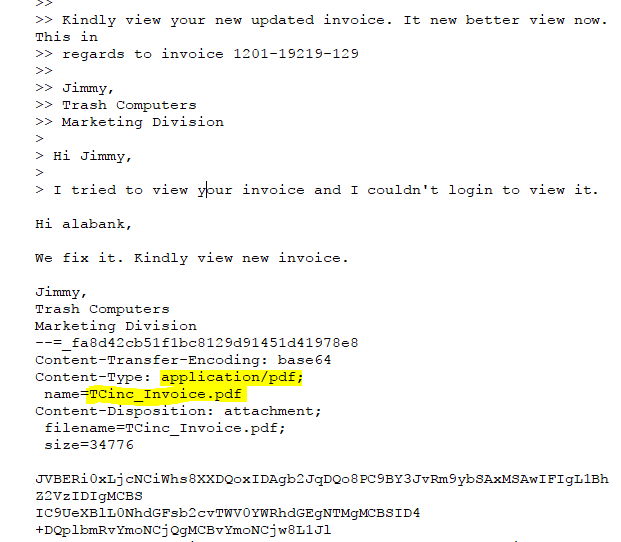 >>
>> Kindly view your new updated invoice. It new better view now.
This in
>> regards to invoice 1201-19219-129
>>
>> Jimmy,
>> Trash Computers
>> Marketing Division
>
> Hi Jimmy,
>
> I tried to view your invoice and I couldn't login to view it.
Hi alabank,
We fix it. Kindly view new invoice.
Jimmy,
Trash Computers
Marketing Division
--=_fa8d42cb51f1bc8129d91451d41978e8
Content-Transfer-Encoding: base64
Content-Type: application/pdf;
name=TCinc_Invoice.pdf
Content-Disposition: attachment;
filename=TCinc_Invoice.pdf;
size=34776
JVBERi0xLjcNCiWhs8XXDQoxIDAgb2JqDQo8PC9BY3JvRm9ybSAxMSAwIFIgL1Bh
Z2VzIDIgMCBS
IC9UeXBlL0NhdGFsb2cvTWV0YWRhdGEgNTMgMCBSID4
+DQplbmRvYmoNCjQgMCBvYmoNCjw8L1Jl